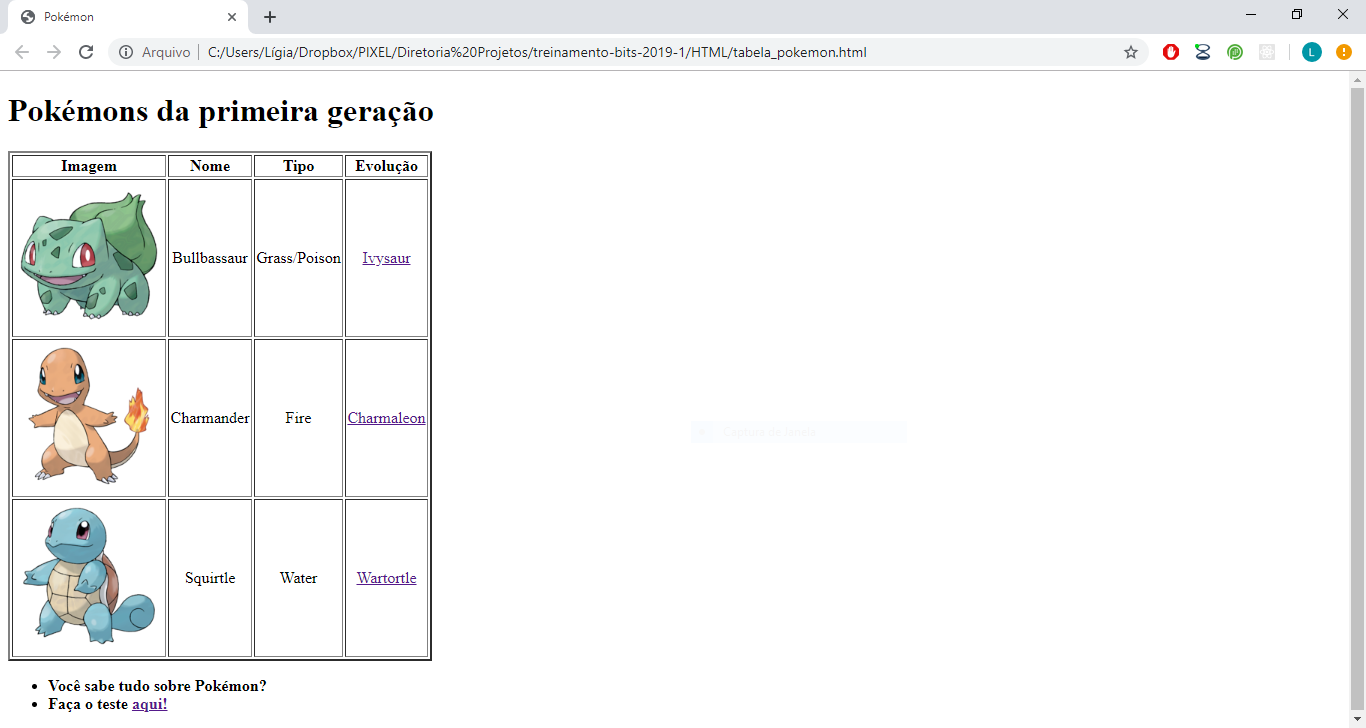 Pokémon
Arquivo | C:/Users/Lígia/Dropbox/PIXEL/Diretoria%20Projetos/treinamento-bits-2019-1/HTML/tabela_pokemon.html
L
Pokémons da primeira geração
Imagem Nome Tipo Evolução
Bullbassaur Grass/Poison Ivysaur
Charmander Fire Charmaleon
Squirtle Water Wartortle
Você sabe tudo sobre Pokémon?
Faça o teste aqui!